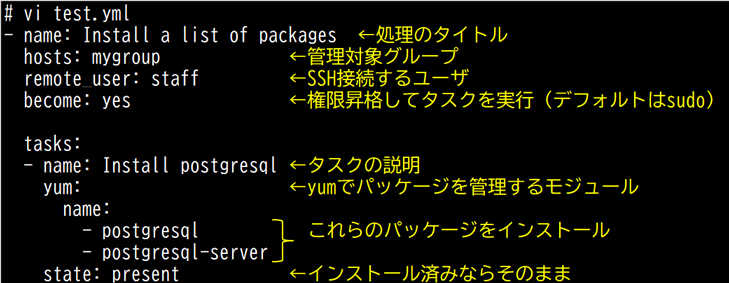 # vi test.yml
- name: Install a list of packages ←処理のタイトル
hosts: mygroup ←管理対象グループ
remote_user: staff ←SSH接続するユーザ
become: yes ←権限昇格してタスクを実行（デフォルトはsudo）
tasks:
- name: Install postgresql ←タスクの説明
yum: ←yumでパッケージを管理するモジュール
name:
- postgresql これらのパッケージをインストール
- postgresql-server
state: present ←インストール済みならそのまま